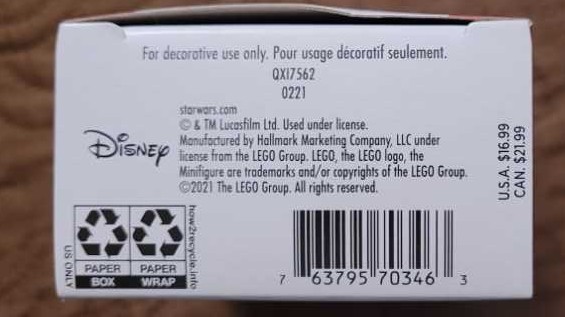 For decorative use only. Pour usage décoratif seulement.
QXI7562
0221
starwars.com
© & TM Lucasfilm Ltd. Used under license.
Manufactured by Hallmark Marketing Company, LLC under
license from the LEGO Group. LEGO, the LEGO logo, the
Minifigure are trademarks and/or copyrights of the LEGO Group.
©2021 The LEGO Group. All rights reserved.
DISNEY
U.S.A. $16.99
CAN. $21.99
US ONLY
PAPER
BOX
PAPER
WRAP
how2recycle.info
7 63795 70346 3